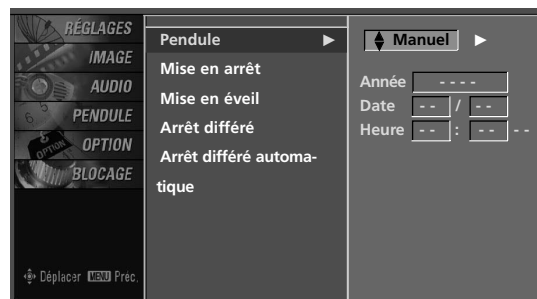 RÉGLAGES
IMAGE
AUDIO
PENDULE
OPTION
BLOCAGE
Déplacer MENU Préc.
Pendule
Mise en arrêt
Mise en éveil
Arrêt différé
Arrêt différé automa-
tique
Manuel
Année - - - -
Date - - / - -
Heure - - : - - - -